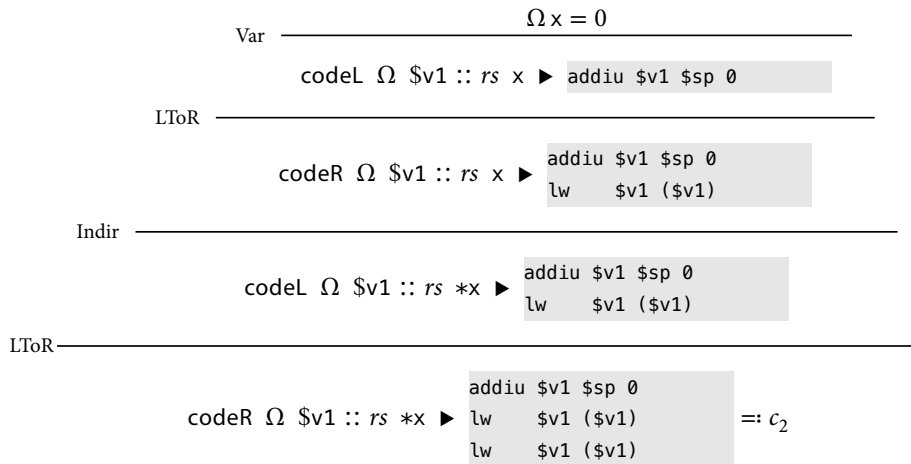 Ω x = 0
Var
codeL Ω $v1 :: rs x ▶ addiu $v1 $sp 0
LToR
codeR Ω $v1 :: rs x ▶ addiu $v1 $sp 0
lw $v1 ($v1)
Indir
codeL Ω $v1 :: rs *x ▶ addiu $v1 $sp 0
lw $v1 ($v1)
LToR
addiu $v1 $sp 0
codeR Ω $v1 :: rs *x ▶ lw $v1 ($v1) =: c₂
lw $v1 ($v1)